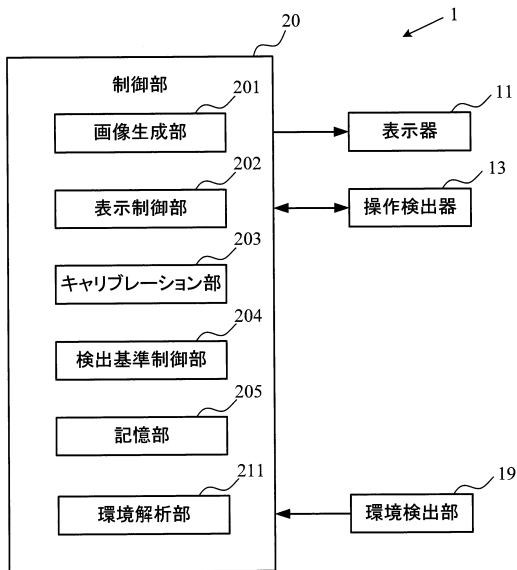 20
1
制御部
201
画像生成部
11
表示器
202
表示制御部
13
操作検出器
203
キャリブレーション部
204
検出基準制御部
205
記憶部
211
環境解析部
19
環境検出部